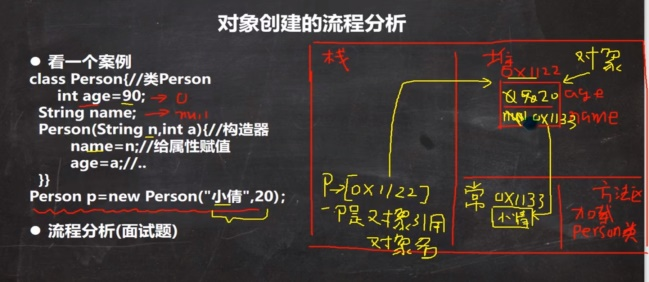 对象创建的流程分析
● 看一个案例
class Person{//类Person
int age=90; → 0
String name; → null
Person(String n,int a){//构造器
name=n;//给属性赋值
age=a;//..
}}
Person p=new Person("小倩",20);
● 流程分析(面试题)
栈
P→[0x1122]
P是对象引用
对象名
堆
对象
0x1122
0 90 20 age
null 0x1133 name
常 0x1133
小倩
方法区
加载
Person类